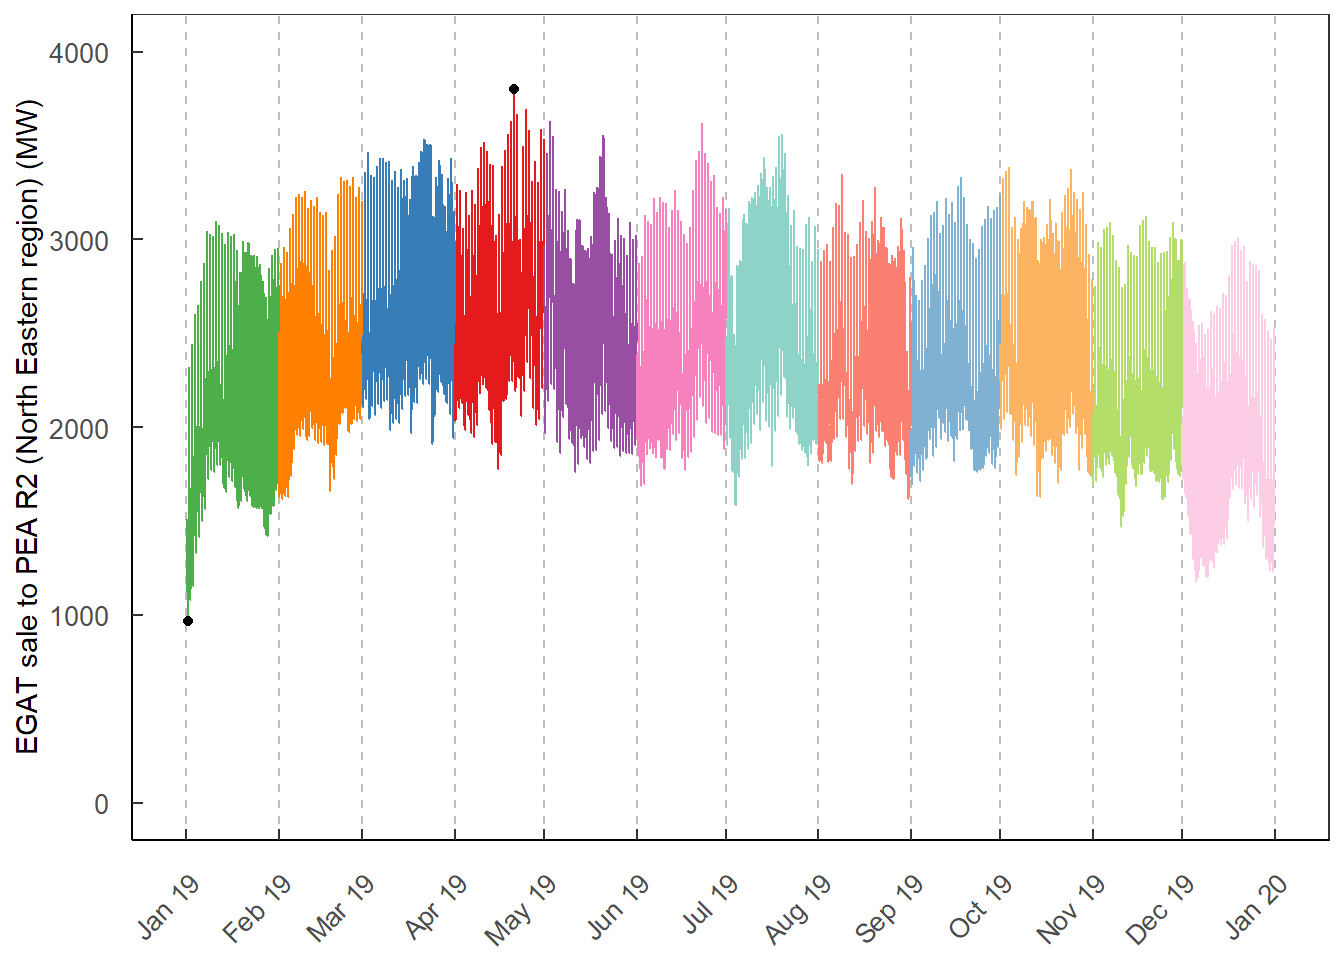 EGAT sale to PEA R2 (North Eastern region) (MW)
4000
3000
2000
1000
0
Jan 19
Feb 19
Mar 19
Apr 19
May 19
Jun 19
Jul 19
Aug 19
Sep 19
Oct 19
Nov 19
Dec 19
Jan 20